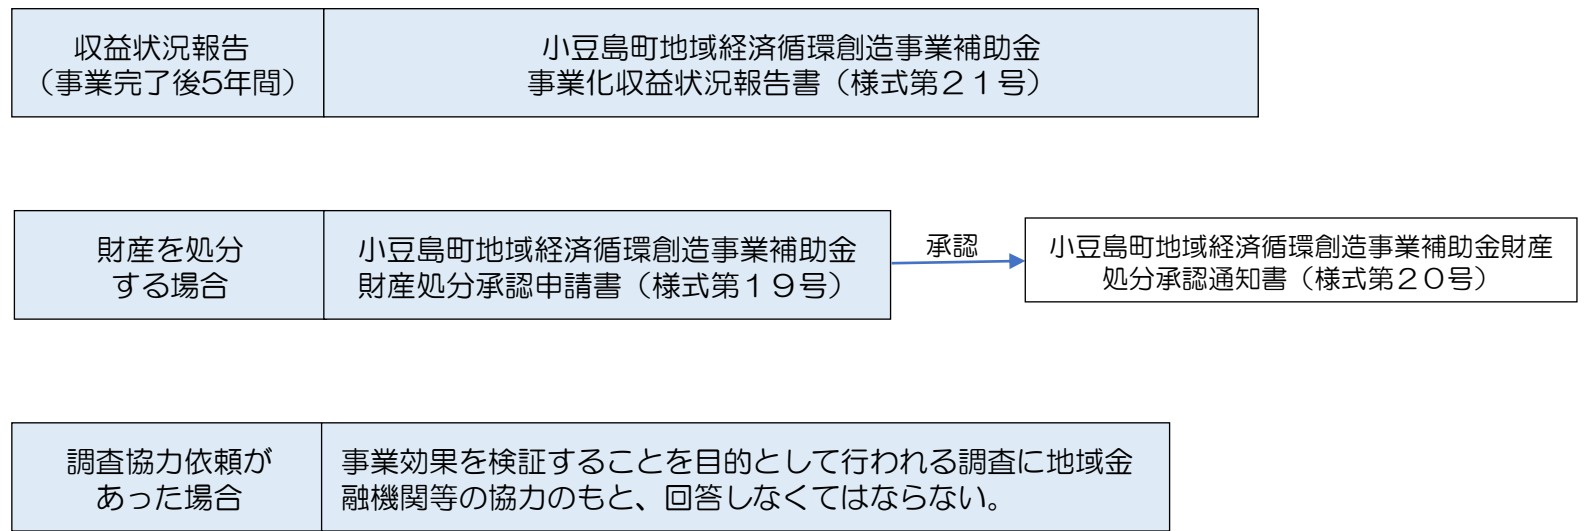 収益状況報告
（事業完了後5年間）
小豆島町地域経済循環創造事業補助金
事業化収益状況報告書（様式第２１号）
財産を処分
する場合
小豆島町地域経済循環創造事業補助金
財産処分承認申請書（様式第１９号）
承認
小豆島町地域経済循環創造事業補助金財産
処分承認通知書（様式第２０号）
調査協力依頼が
あった場合
事業効果を検証することを目的として行われる調査に地域金
融機関等の協力のもと、回答しなくてはならない。